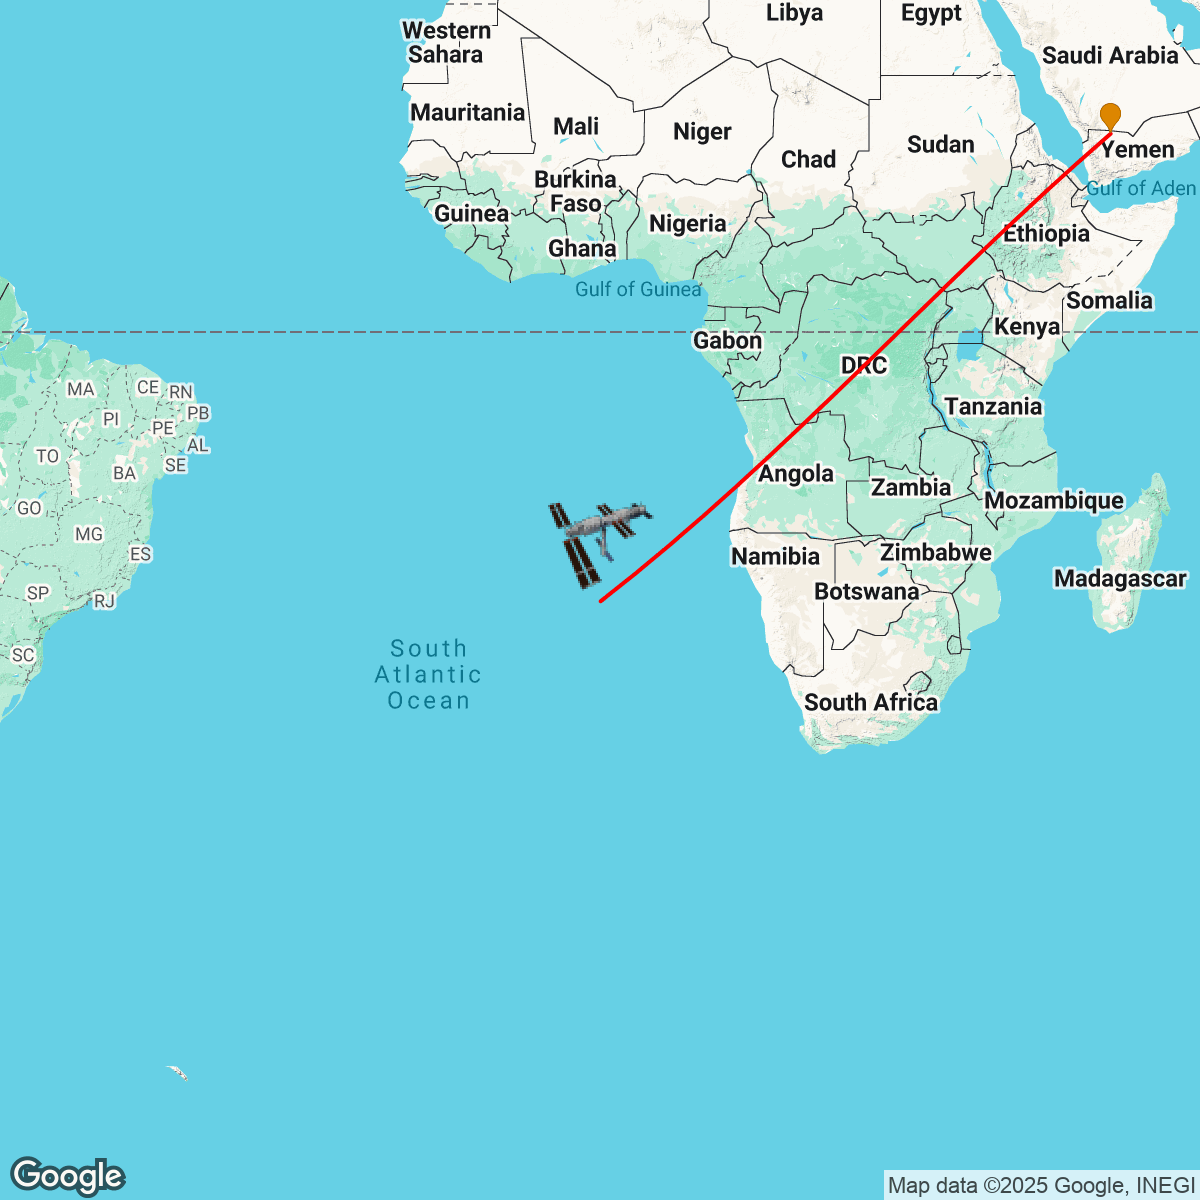 Libya
Egypt
Western
Sahara
Saudi Arabia
Mauritania
Mali
Niger
Chad
Sudan
Yemen
Burkina
Faso
Gulf of Aden
Guinea
Nigeria
Ghana
Ethiopia
Gulf of Guinea
Somalia
Kenya
Gabon
DRC
MA
CE
RN
PB
PI
PE
AL
TO
BA
SE
Tanzania
Angola
Zambia
Mozambique
GO
MG
ES
Namibia
Zimbabwe
Botswana
Madagascar
SP
RJ
SC
South
Atlantic
Ocean
South Africa
Google
Map data ©2025 Google, INEGI